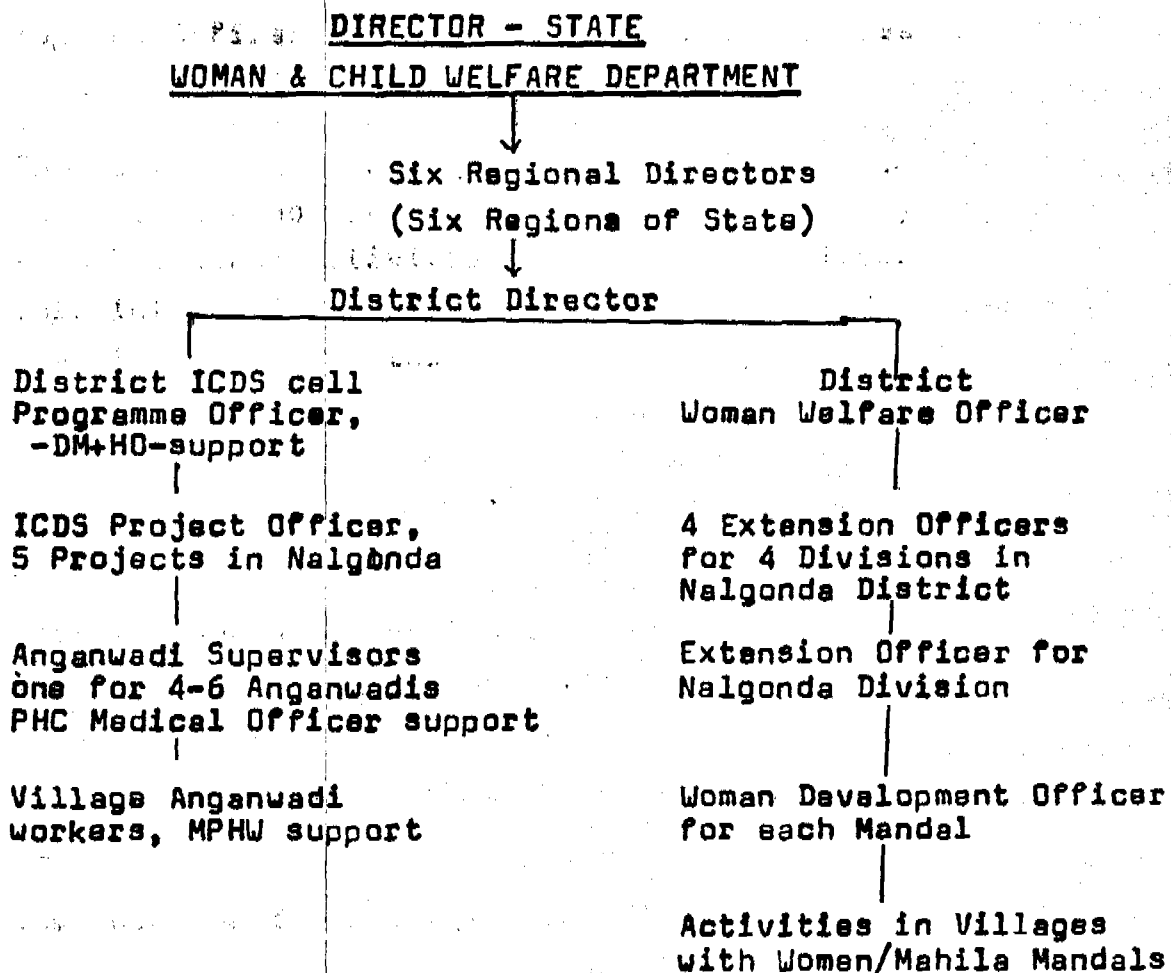 DIRECTOR - STATE
WOMAN & CHILD WELFARE DEPARTMENT
Six Regional Directors
(Six Regions of State)
District Director
District ICDS cell
Programme Officer,
-DM+HO-support
ICDS Project Officer,
5 Projects in Nalgonda
Anganwadi Supervisors
one for 4-6 Anganwadis
PHC Medical Officer support
Village Anganwadi
workers, MPHW support
District
Woman Welfare Officer
4 Extension Officers
for 4 Divisions in
Nalgonda District
Extension Officer for
Nalgonda Division
Woman Development Officer
for each Mandal
Activities in Villages
with Women/Mahila Mandals